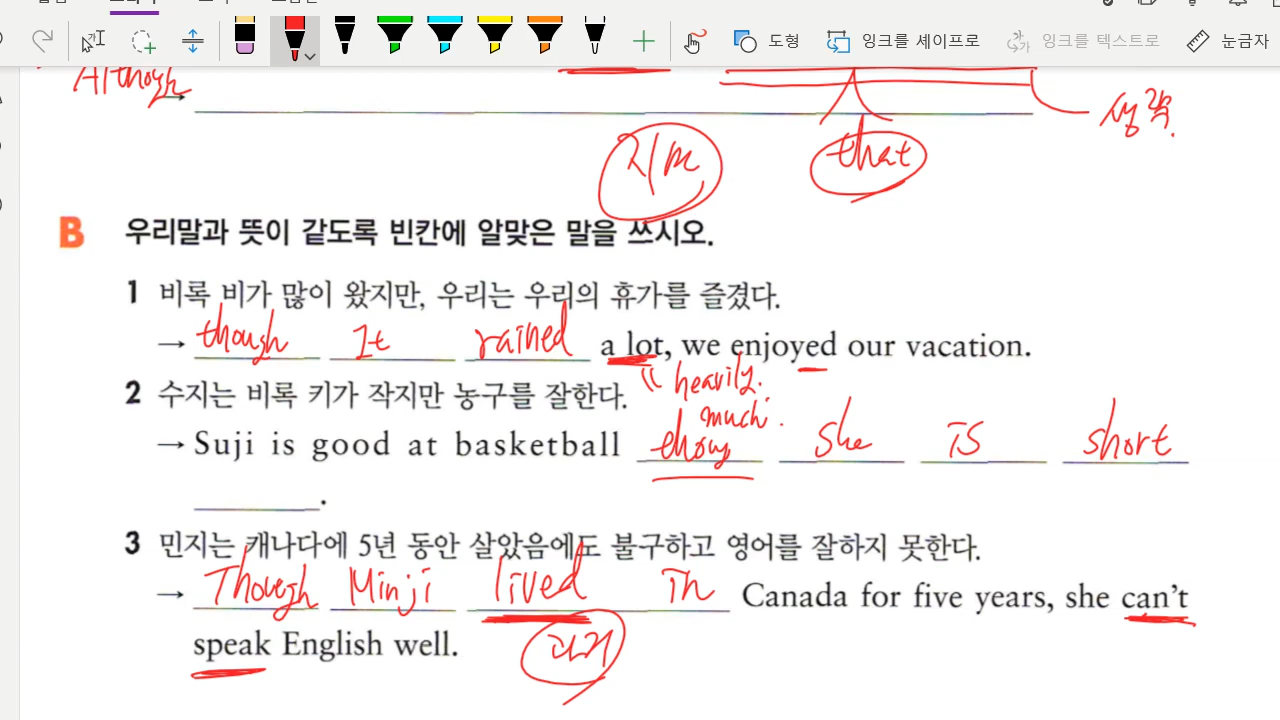 도형 잉크를 셰이프로 잉크를 텍스트로 눈금자
Although
→
생략.
that
B 우리말과 뜻이 같도록 빈칸에 알맞은 말을 쓰시오.
1 비록 비가 많이 왔지만, 우리는 우리의 휴가를 즐겼다.
→ though It rained a lot, we enjoyed our vacation.
heavily.
2 수지는 비록 키가 작지만 농구를 잘한다.
much.
→ Suji is good at basketball though she is short
.
3 민지는 캐나다에 5년 동안 살았음에도 불구하고 영어를 잘하지 못한다.
→ Though Minji lived in Canada for five years, she can't
speak English well.
과거